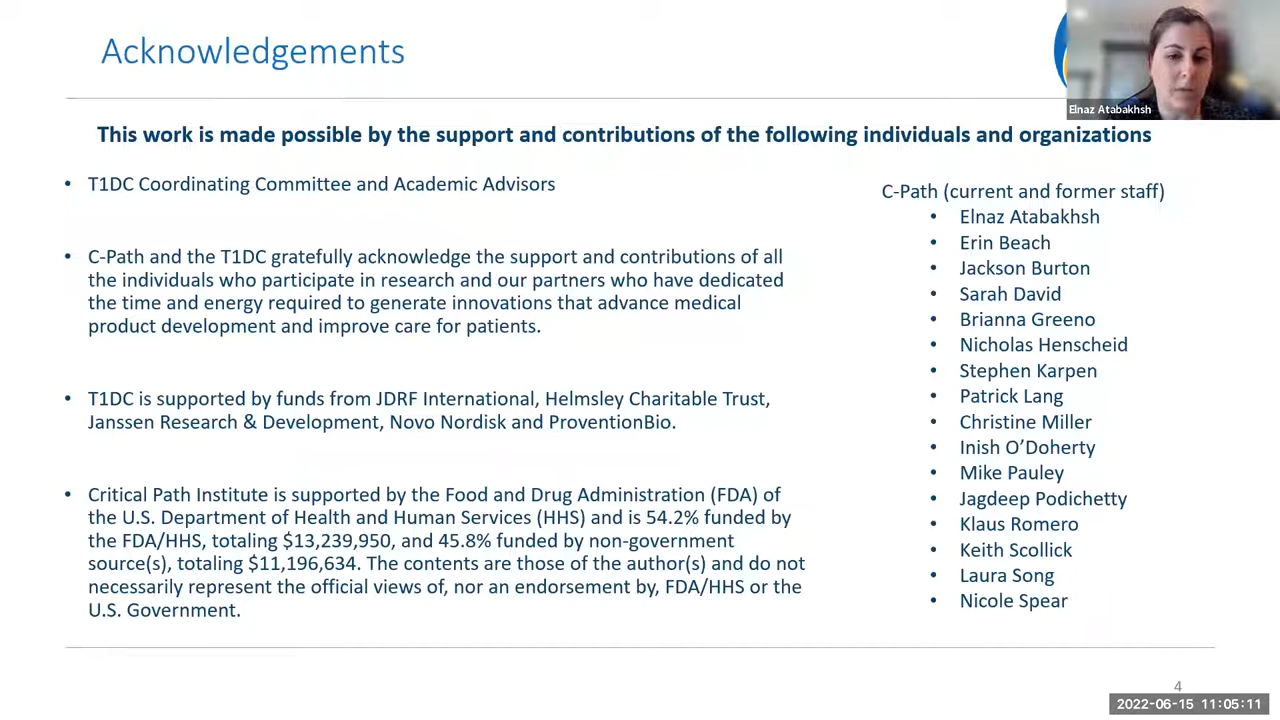 Acknowledgements
Elnaz Atabakhsh
This work is made possible by the support and contributions of the following individuals and organizations
• T1DC Coordinating Committee and Academic Advisors
• C-Path and the T1DC gratefully acknowledge the support and contributions of all
the individuals who participate in research and our partners who have dedicated
the time and energy required to generate innovations that advance medical
product development and improve care for patients.
• T1DC is supported by funds from JDRF International, Helmsley Charitable Trust,
Janssen Research & Development, Novo Nordisk and ProventionBio.
• Critical Path Institute is supported by the Food and Drug Administration (FDA) of
the U.S. Department of Health and Human Services (HHS) and is 54.2% funded by
the FDA/HHS, totaling $13,239,950, and 45.8% funded by non-government
source(s), totaling $11,196,634. The contents are those of the author(s) and do not
necessarily represent the official views of, nor an endorsement by, FDA/HHS or the
U.S. Government.
C-Path (current and former staff)
• Elnaz Atabakhsh
• Erin Beach
• Jackson Burton
• Sarah David
• Brianna Greeno
• Nicholas Henscheid
• Stephen Karpen
• Patrick Lang
• Christine Miller
• Inish O’Doherty
• Mike Pauley
• Jagdeep Podichetty
• Klaus Romero
• Keith Scollick
• Laura Song
• Nicole Spear
4
2022-06-15 11:05:11